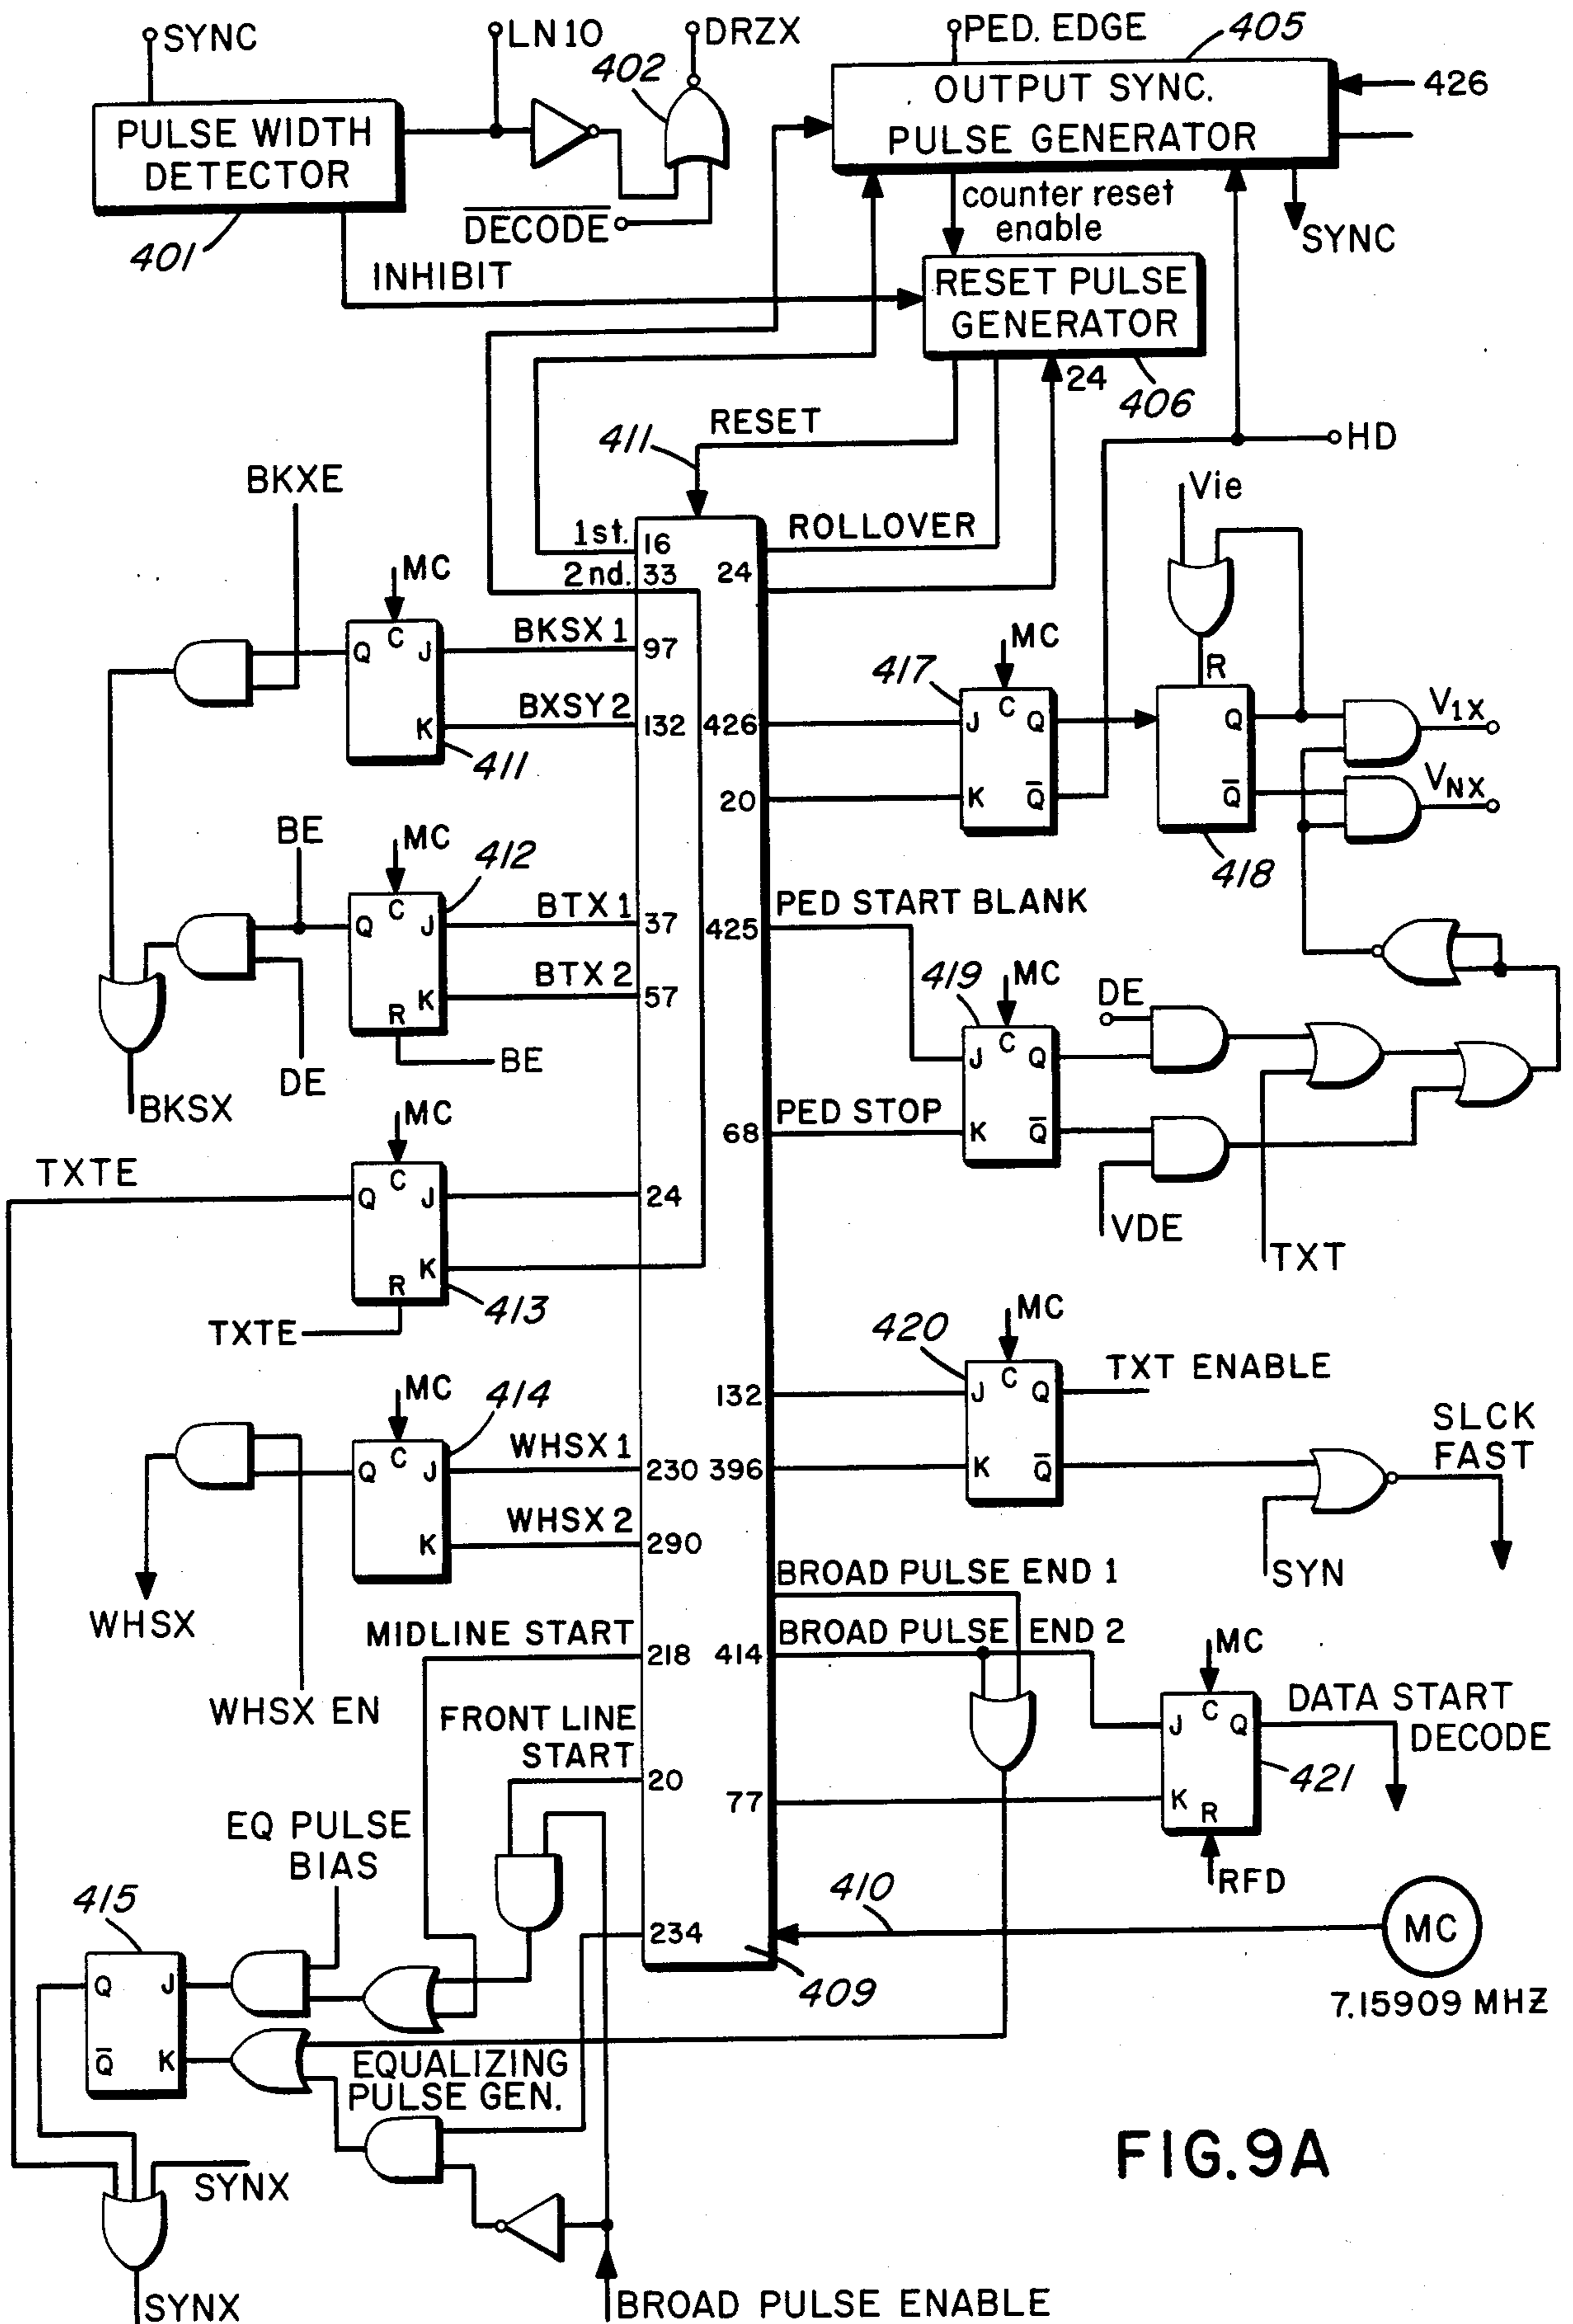 SYNC
LN10
402
DRZX
PED. EDGE
405
PULSE WIDTH
DETECTOR
OUTPUT SYNC.
PULSE GENERATOR
426
401
DECODE
counter reset
enable
SYNC
INHIBIT
RESET PULSE
GENERATOR
24
406
411
RESET
HD
BKXE
Vie
1st.
16
ROLLOVER
2nd.
33
24
MC
Q
C
J
BKSX 1
97
K
BXSY 2
132
411
426
417
MC
J
C
Q
R
Q
V1X
20
K
Q̅
Q̅
VNX
418
BE
MC
412
Q
C
J
BTX 1
37
R
K
BTX 2
57
BE
DE
BKSX
425
PED START BLANK
419
MC
DE
J
C
Q
68
PED STOP
K
Q̅
VDE
TXT
TXTE
MC
Q
C
J
24
R
K
413
TXTE
420
MC
132
J
C
Q
TXT ENABLE
396
K
Q̅
SLCK
FAST
SYN
MC
414
Q
C
J
WHSX 1
230
K
WHSX 2
290
WHSX
WHSX EN
BROAD PULSE END 1
MIDLINE START
218
414
BROAD PULSE END 2
MC
FRONT LINE
START
20
J
C
Q
DATA START
DECODE
77
K
R
421
RFD
EQ PULSE
BIAS
415
234
410
MC
409
7.15909 MHZ
Q
J
Q̅
K
EQUALIZING
PULSE GEN.
SYNX
SYNX
BROAD PULSE ENABLE
FIG.9A